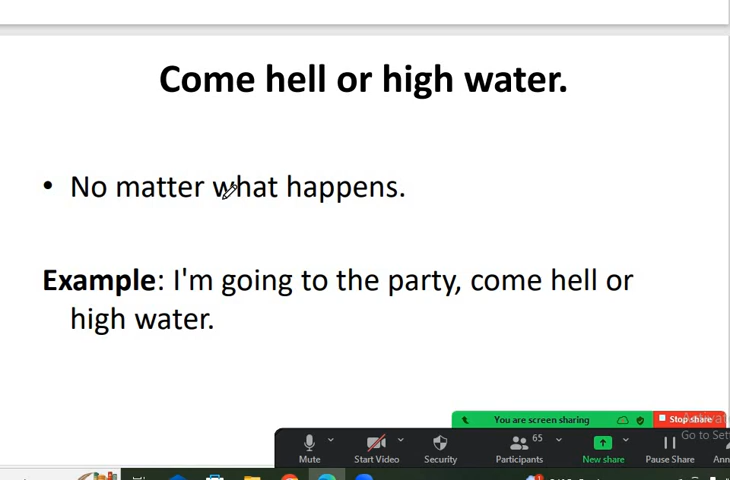 Come hell or high water.
• No matter what happens.
Example: I'm going to the party, come hell or
high water.
You are screen sharing
Stop share
65
Go to Set
Mute
Start Video
Security
Participants
New share
Pause Share